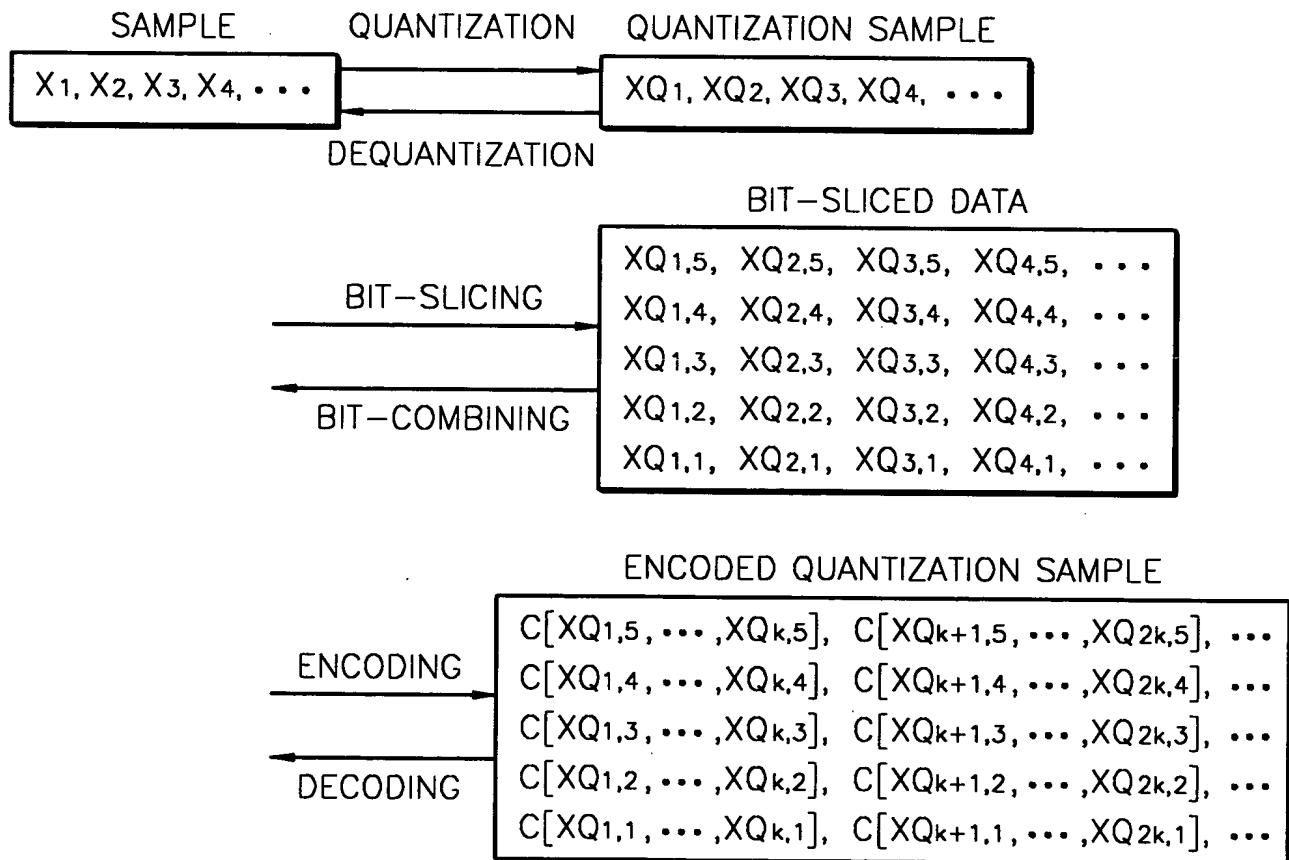 SAMPLE QUANTIZATION QUANTIZATION SAMPLE
X1, X2, X3, X4, ••• XQ1, XQ2, XQ3, XQ4, •••
DEQUANTIZATION
BIT-SLICED DATA
XQ1,5, XQ2,5, XQ3,5, XQ4,5, •••
BIT-SLICING
XQ1,4, XQ2,4, XQ3,4, XQ4,4, •••
XQ1,3, XQ2,3, XQ3,3, XQ4,3, •••
BIT-COMBINING
XQ1,2, XQ2,2, XQ3,2, XQ4,2, •••
XQ1,1, XQ2,1, XQ3,1, XQ4,1, •••
ENCODED QUANTIZATION SAMPLE
C[XQ1,5, ••• ,XQk,5], C[XQk+1,5, ••• ,XQ2k,5], •••
ENCODING
C[XQ1,4, ••• ,XQk,4], C[XQk+1,4, ••• ,XQ2k,4], •••
C[XQ1,3, ••• ,XQk,3], C[XQk+1,3, ••• ,XQ2k,3], •••
DECODING
C[XQ1,2, ••• ,XQk,2], C[XQk+1,2, ••• ,XQ2k,2], •••
C[XQ1,1, ••• ,XQk,1], C[XQk+1,1, ••• ,XQ2k,1], •••